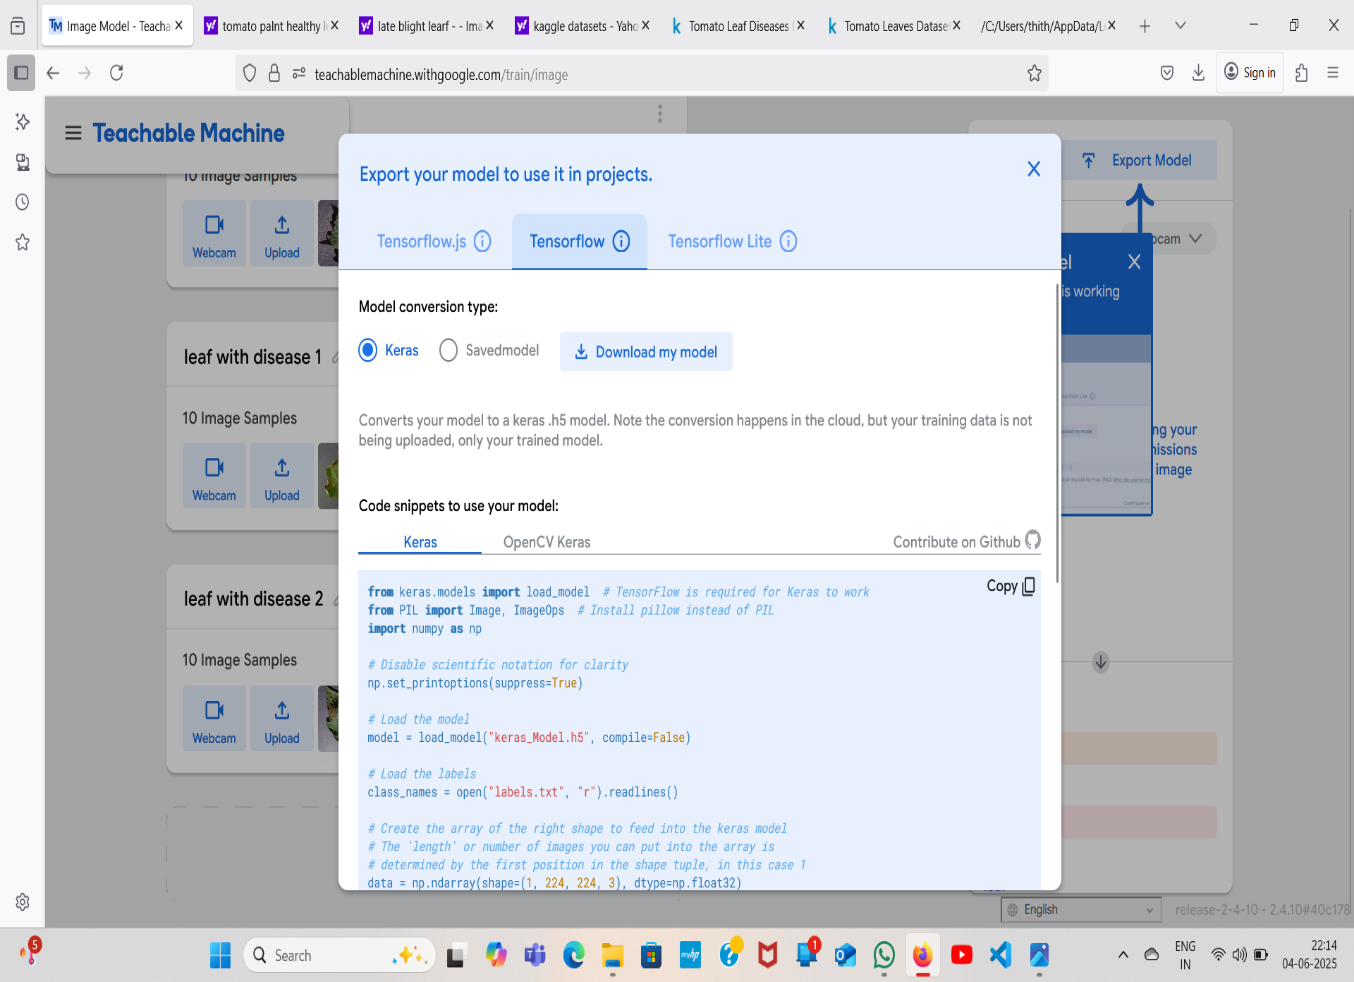 Image Model - Teacha
tomato palnt healthy l
late blight learf - - Ima
kaggle datasets - Yaho
Tomato Leaf Diseases
Tomato Leaves Dataset
/C:/Users/thith/AppData/L
teachablemachine.withgoogle.com/train/image
Sign in
Teachable Machine
10 Image Samples
Webcam
Upload
leaf with disease 1
10 Image Samples
Webcam
Upload
leaf with disease 2
10 Image Samples
Webcam
Upload
Export your model to use it in projects.
Tensorflow.js
Tensorflow
Tensorflow Lite
Model conversion type:
Keras
Savedmodel
Download my model
Converts your model to a keras .h5 model. Note the conversion happens in the cloud, but your training data is not
being uploaded, only your trained model.
Code snippets to use your model:
Keras
OpenCV Keras
Contribute on Github
Copy
from keras.models import load_model  # TensorFlow is required for Keras to work
from PIL import Image, ImageOps  # Install pillow instead of PIL
import numpy as np
# Disable scientific notation for clarity
np.set_printoptions(suppress=True)
# Load the model
model = load_model("keras_Model.h5", compile=False)
# Load the labels
class_names = open("labels.txt", "r").readlines()
# Create the array of the right shape to feed into the keras model
# The 'length' or number of images you can put into the array is
# determined by the first position in the shape tuple, in this case 1
data = np.ndarray(shape=(1, 224, 224, 3), dtype=np.float32)
Export Model
cam
el
is working
ng your
issions
image
English
release-2-4-10 - 2.4.10#40c178
5
Search
1
ENG
IN
22:14
04-06-2025